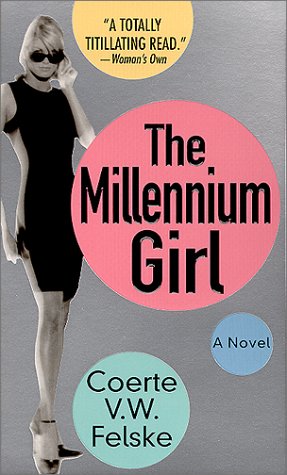 "A TOTALLY
TITILLATING READ."
—Woman's Own
The
Millennium
Girl
A Novel
Coerte
V.W.
Felske